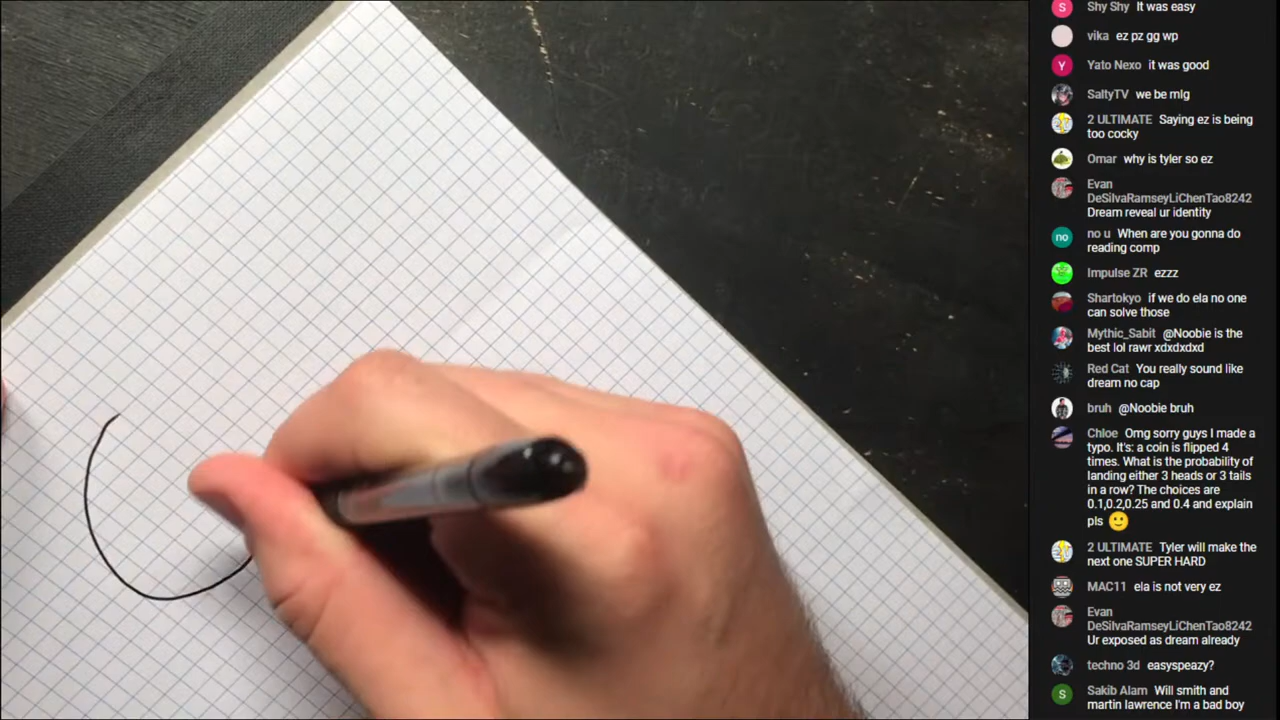 S Shy Shy It was easy
vika ez pz gg wp
Y Yato Nexo it was good
SaltyTV we be mlg
2 ULTIMATE Saying ez is being
too cocky
Omar why is tyler so ez
Evan
DeSilvaRamseyLiChenTao8242
Dream reveal ur identity
no no u When are you gonna do
reading comp
Impulse ZR ezzz
Shartokyo if we do ela no one
can solve those
Mythic_Sabit @Noobie is the
best lol rawr xdxdxdxd
Red Cat You really sound like
dream no cap
bruh @Noobie bruh
Chloe Omg sorry guys I made a
typo. It's: a coin is flipped 4
times. What is the probability of
landing either 3 heads or 3 tails
in a row? The choices are
0.1,0.2,0.25 and 0.4 and explain
pls 🙂
2 ULTIMATE Tyler will make the
next one SUPER HARD
MAC11 ela is not very ez
Evan
DeSilvaRamseyLiChenTao8242
Ur exposed as dream already
techno 3d easyspeazy?
S Sakib Alam Will smith and
martin lawrence I'm a bad boy